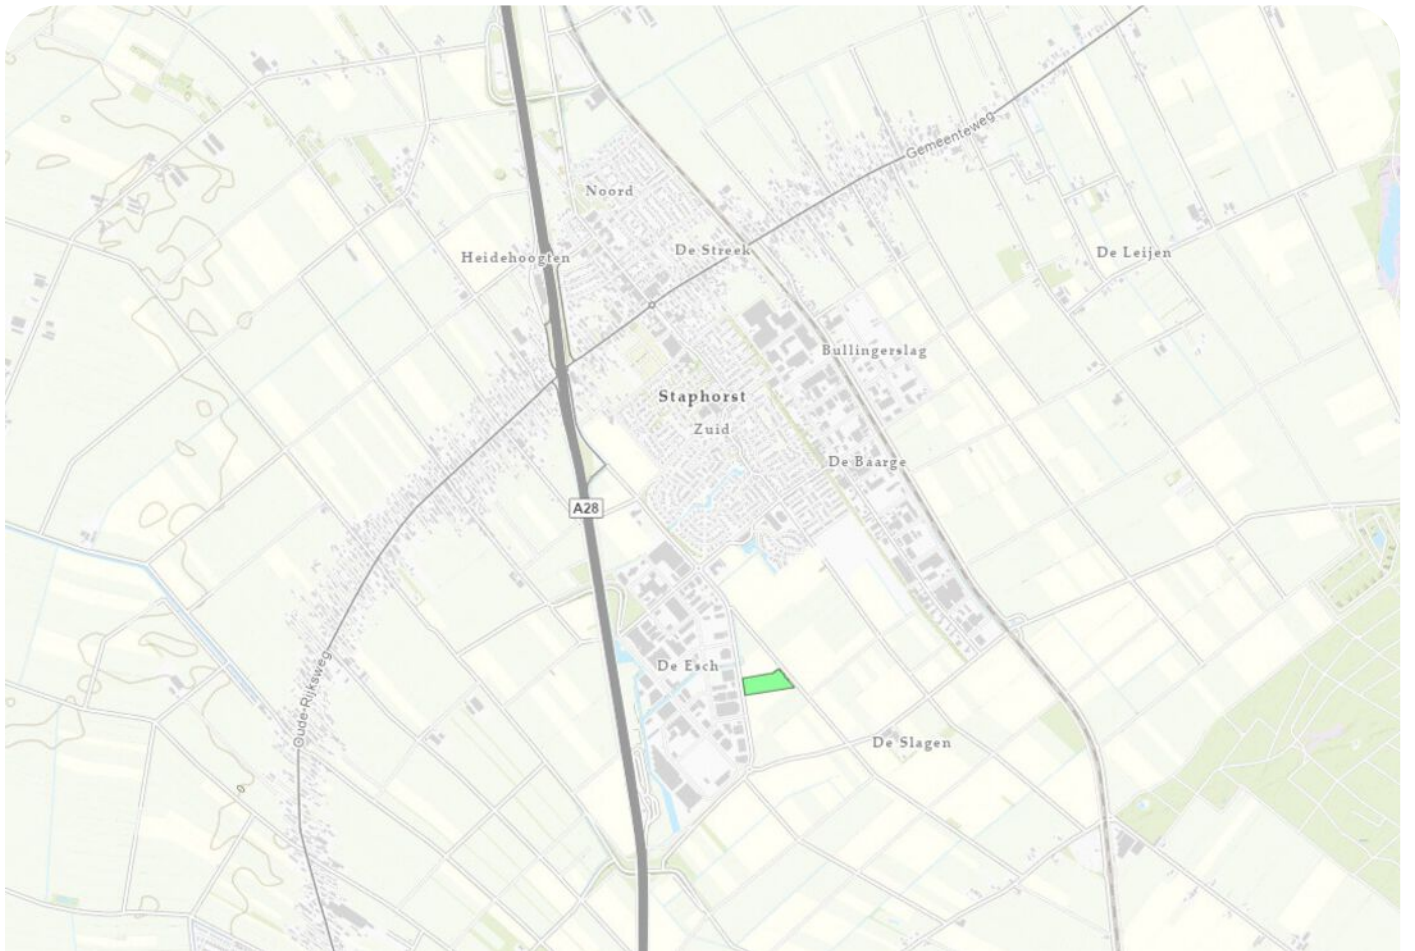 Gemeenteweg
Noord
De Streek
Heidehoogten
De Leijen
Bullingerslag
Staphorst
Zuid
De Baarge
A28
De Esch
Oude-Rijksweg
De Slagen